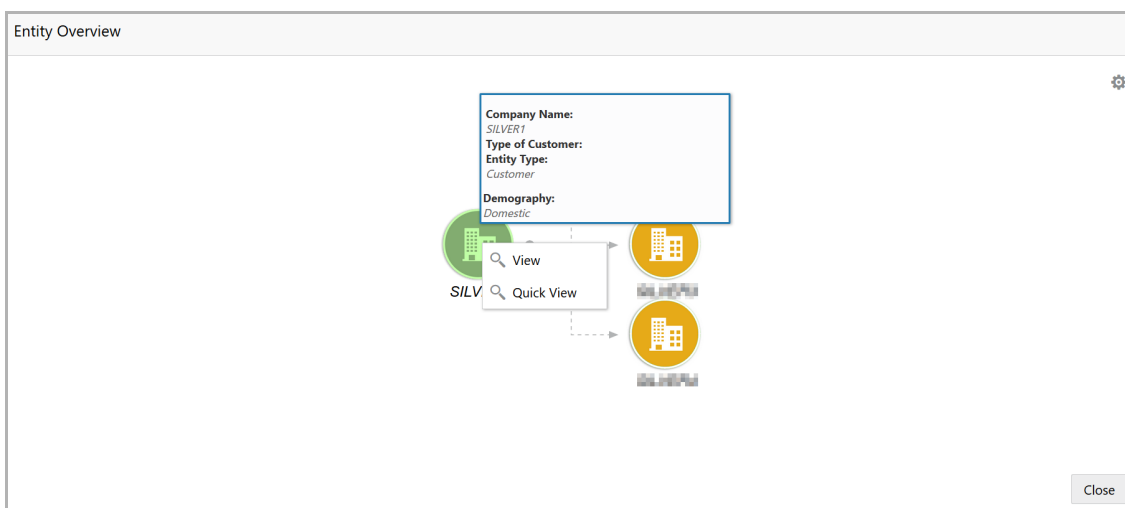 Entity Overview
Company Name:
SILVER1
Type of Customer:
Entity Type:
Customer
Demography:
Domestic
View
SILV
Quick View
Close